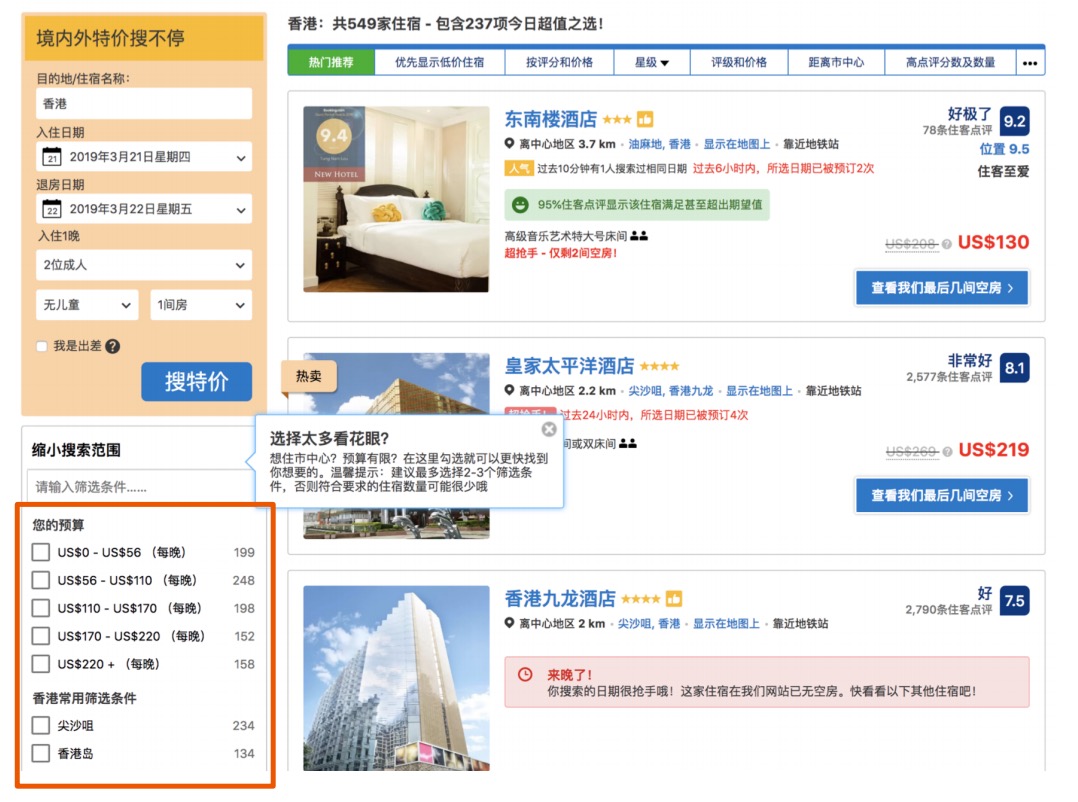 境内外特价搜不停
目的地/住宿名称:
香港
入住日期
21 2019年3月21日星期四
退房日期
22 2019年3月22日星期五
入住1晚
2位成人
无儿童 1间房
我是出差 ?
搜特价
缩小搜索范围
请输入筛选条件......
您的预算
US$0 - US$56 （每晚） 199
US$56 - US$110 （每晚） 248
US$110 - US$170 （每晚） 198
US$170 - US$220 （每晚） 152
US$220 + （每晚） 158
香港常用筛选条件
尖沙咀 234
香港岛 134
选择太多看花眼?
想住市中心？预算有限？在这里勾选就可以更快找到
你想要的。温馨提示：建议最多选择2-3个筛选条
件，否则符合要求的住宿数量可能很少哦
香港：共549家住宿 - 包含237项今日超值之选!
热门推荐 优先显示低价住宿 按评分和价格 星级 评级和价格 距离市中心 高点评分数及数量 •••
9.4
NEW HOTEL
东南楼酒店
离中心地区 3.7 km · 油麻地, 香港 · 显示在地图上 · 靠近地铁站
人气 过去10分钟有1人搜索过相同日期 过去6小时内，所选日期已被预订2次
95%住客点评显示该住宿满足甚至超出期望值
高级音乐艺术特大号床间
超抢手 - 仅剩2间空房!
好极了 9.2
78条住客点评
位置 9.5
住客至爱
US$208 US$130
查看我们最后几间空房
热卖
皇家太平洋酒店
离中心地区 2.2 km · 尖沙咀, 香港九龙 · 显示在地图上 · 靠近地铁站
超抢手! 过去24小时内，所选日期已被预订4次
间或双床间
非常好 8.1
2,577条住客点评
US$269 US$219
查看我们最后几间空房
香港九龙酒店
离中心地区 2 km · 尖沙咀, 香港 · 显示在地图上 · 靠近地铁站
好 7.5
2,790条住客点评
来晚了!
你搜索的日期很抢手哦！这家住宿在我们网站已无空房。快看看以下其他住宿吧!